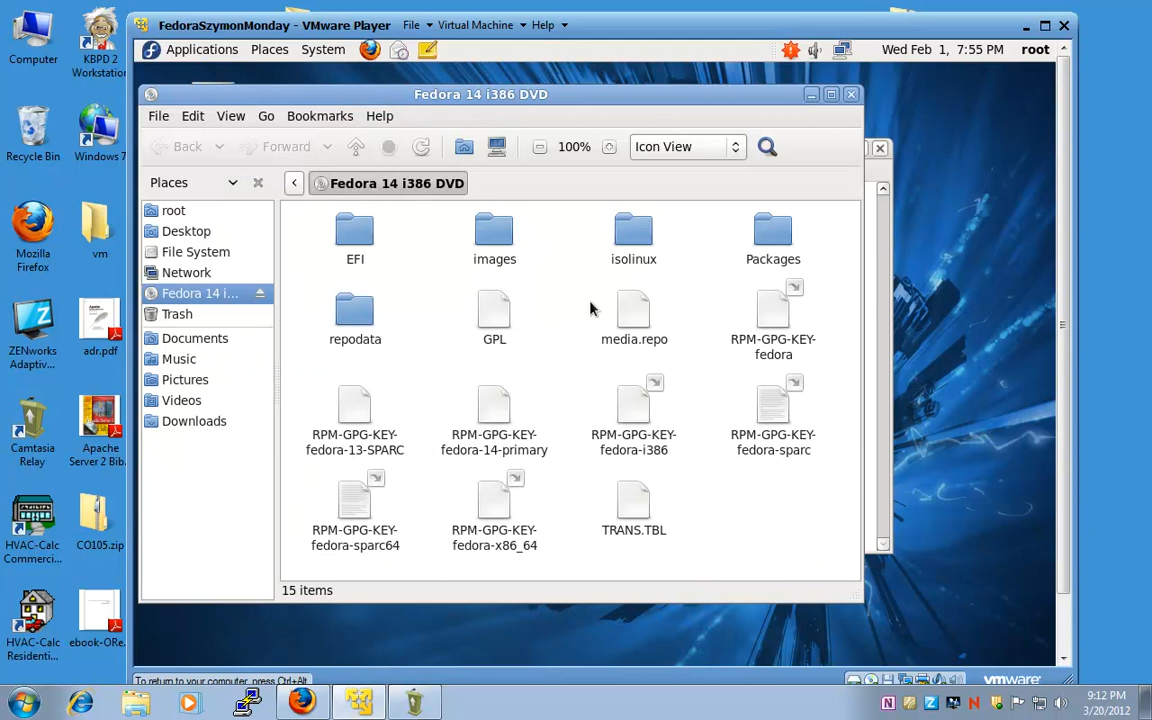 FedoraSzymonMonday - VMware Player File Virtual Machine Help
Applications Places System Wed Feb 1, 7:55 PM root
Fedora 14 i386 DVD
File Edit View Go Bookmarks Help
Back Forward 100% Icon View
Places Fedora 14 i386 DVD
root
Desktop
File System
Network
Fedora 14 i...
Trash
Documents
Music
Pictures
Videos
Downloads
EFI images isolinux Packages
repodata GPL media.repo RPM-GPG-KEY-
fedora
RPM-GPG-KEY-
fedora-13-SPARC
RPM-GPG-KEY-
fedora-14-primary
RPM-GPG-KEY-
fedora-i386
RPM-GPG-KEY-
fedora-sparc
RPM-GPG-KEY-
fedora-sparc64
RPM-GPG-KEY-
fedora-x86_64
TRANS.TBL
15 items
To return to your computer, press Ctrl+Alt.
vmware
Computer
KBPD 2
Workstation
Recycle Bin
Windows 7
Mozilla
Firefox
vm
ZENworks
Adaptiv...
adr.pdf
Camtasia
Relay
Apache
Server 2 Bib...
HVAC-Calc
Commerci...
CO105.zip
HVAC-Calc
Residenti...
ebook-ORe...
9:12 PM
3/20/2012